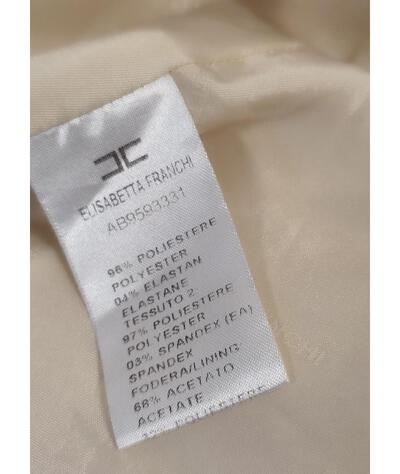 ELISABETTA FRANCHI
AB9593331
96% POLIESTERE
POLYESTER
04% ELASTAN
ELASTANE
TESSUTO 2
97% POLIESTERE
POLYESTER
03% SPANDEX (EA)
SPANDEX
FODERA/LINING
68% ACETATO
ACETATE
POLIESTERE